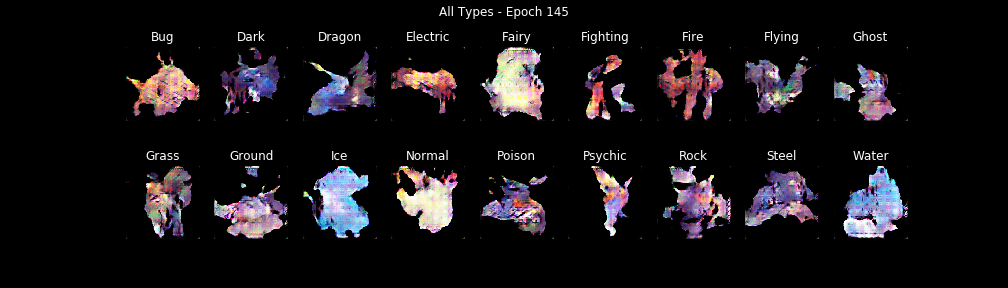 All Types - Epoch 145
Bug Dark Dragon Electric Fairy Fighting Fire Flying Ghost
Grass Ground Ice Normal Poison Psychic Rock Steel Water